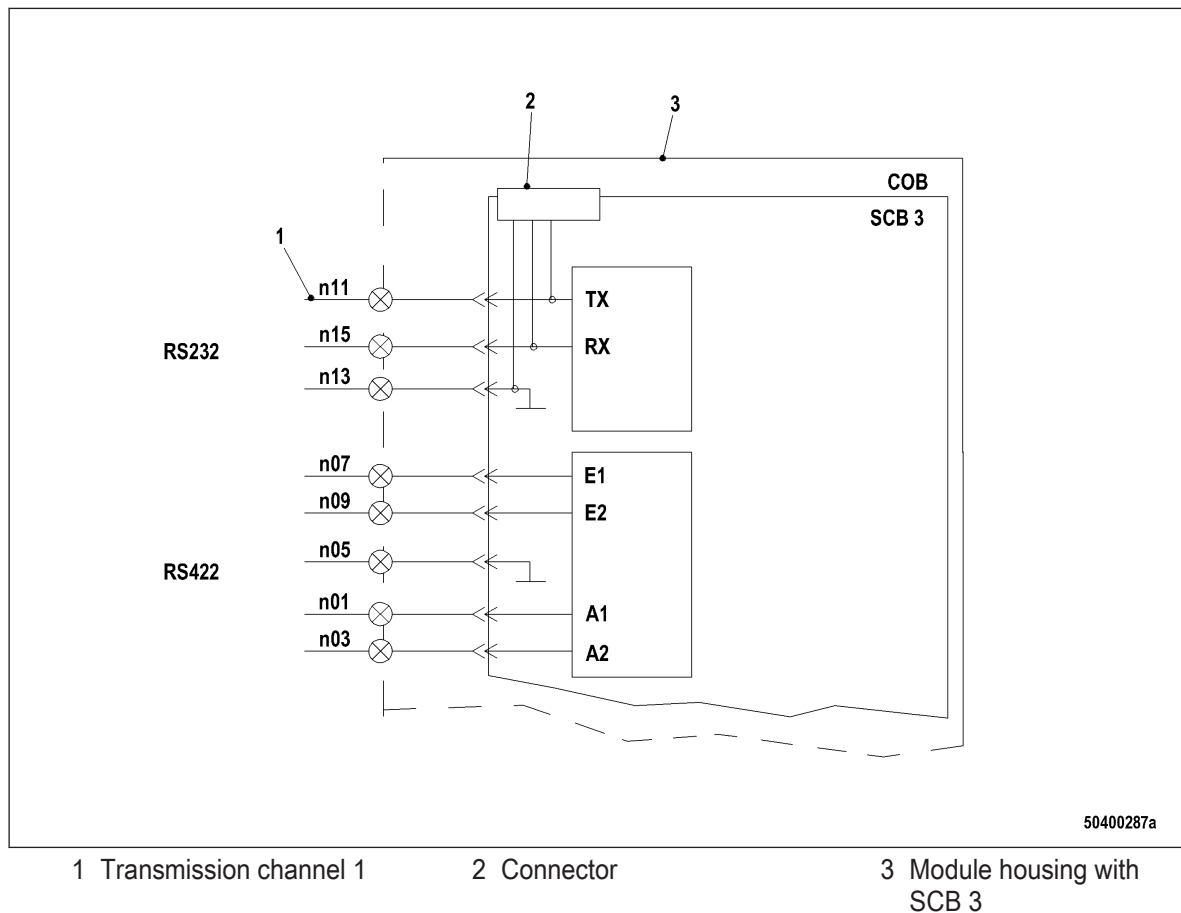 2 3
COB
SCB 3
1
n11 TX
n15 RX
RS232
n13
n07 E1
n09 E2
n05
RS422
n01 A1
n03 A2
50400287a
1 Transmission channel 1 2 Connector 3 Module housing with
SCB 3